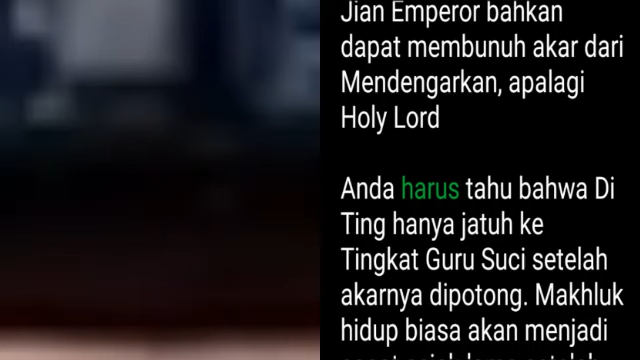 Jian Emperor bahkan
dapat membunuh akar dari
Mendengarkan, apalagi
Holy Lord
Anda harus tahu bahwa Di
Ting hanya jatuh ke
Tingkat Guru Suci setelah
akarnya dipotong. Makhluk
hidup biasa akan menjadi